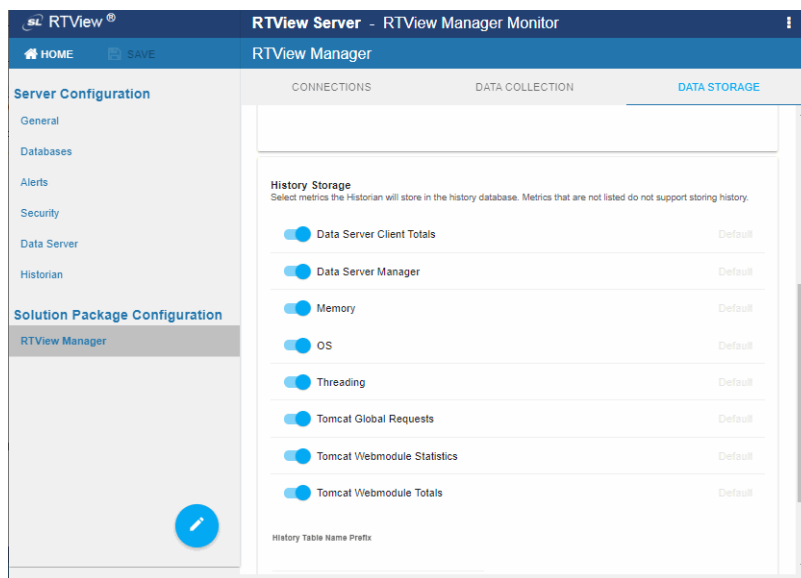 SL RTView ®
RTView Server - RTView Manager Monitor
HOME
SAVE
RTView Manager
Server Configuration
General
Databases
Alerts
Security
Data Server
Historian
Solution Package Configuration
RTView Manager
CONNECTIONS
DATA COLLECTION
DATA STORAGE
History Storage
Select metrics the Historian will store in the history database. Metrics that are not listed do not support storing history.
Data Server Client Totals Default
Data Server Manager Default
Memory Default
OS Default
Threading Default
Tomcat Global Requests Default
Tomcat Webmodule Statistics Default
Tomcat Webmodule Totals Default
History Table Name Prefix